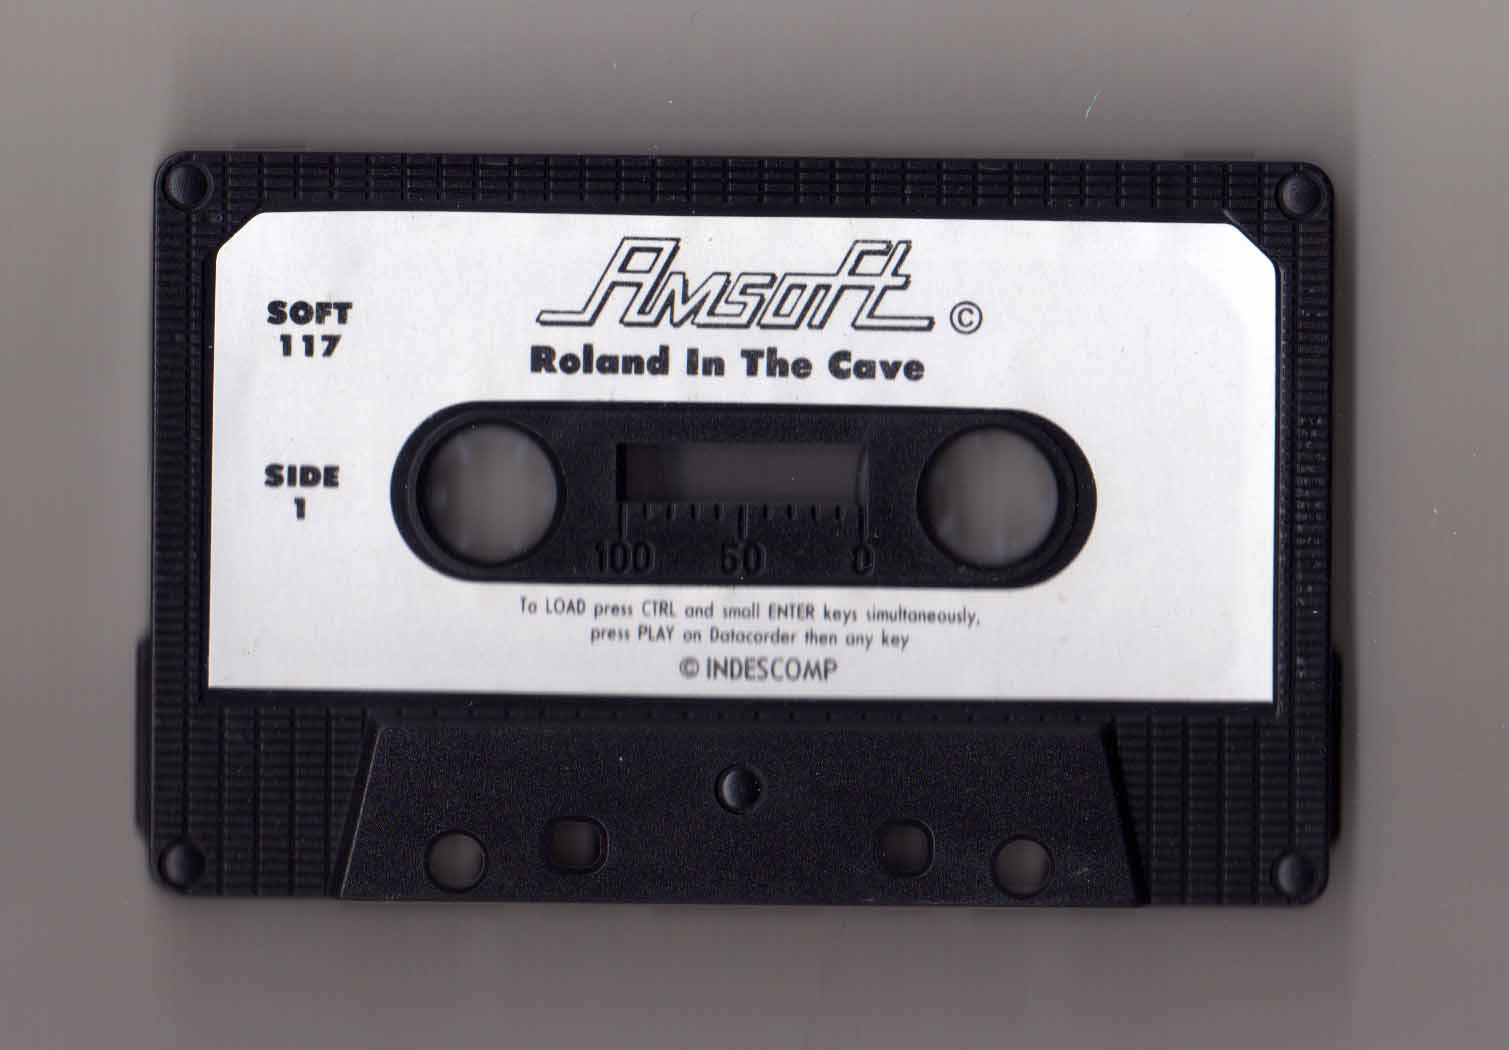 Amsoft ©
Roland In The Cave
SOFT
117
SIDE
1
100 50 0
To LOAD press CTRL and small ENTER keys simultaneously,
press PLAY on Datacorder then any key
© INDESCOMP